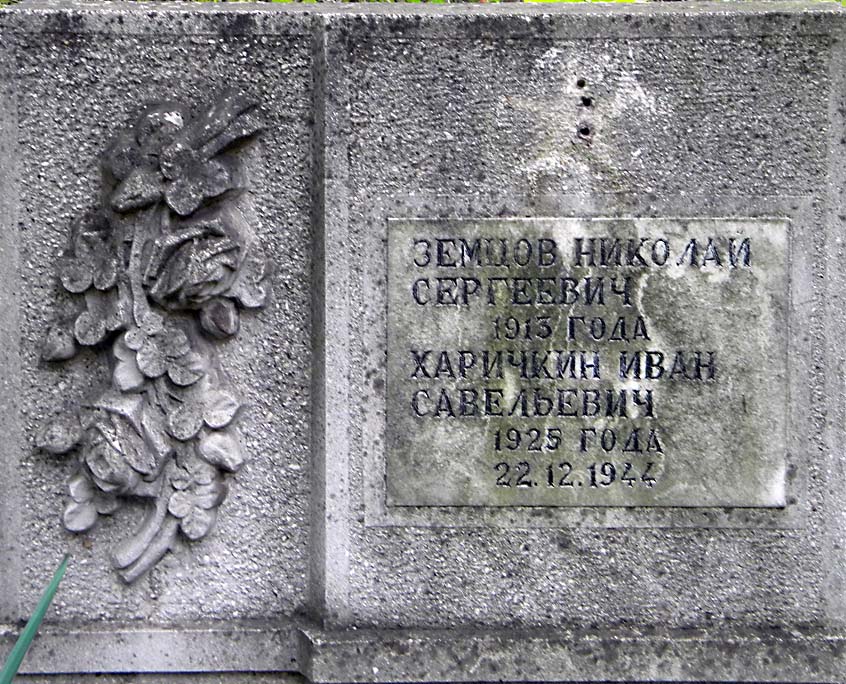 ЗЕМЦОВ НИКОЛАЙ
СЕРГЕЕВИЧ
1913 ГОДА
ХАРИЧКИН ИВАН
САВЕЛЬЕВИЧ
1925 ГОДА
22.12.1944